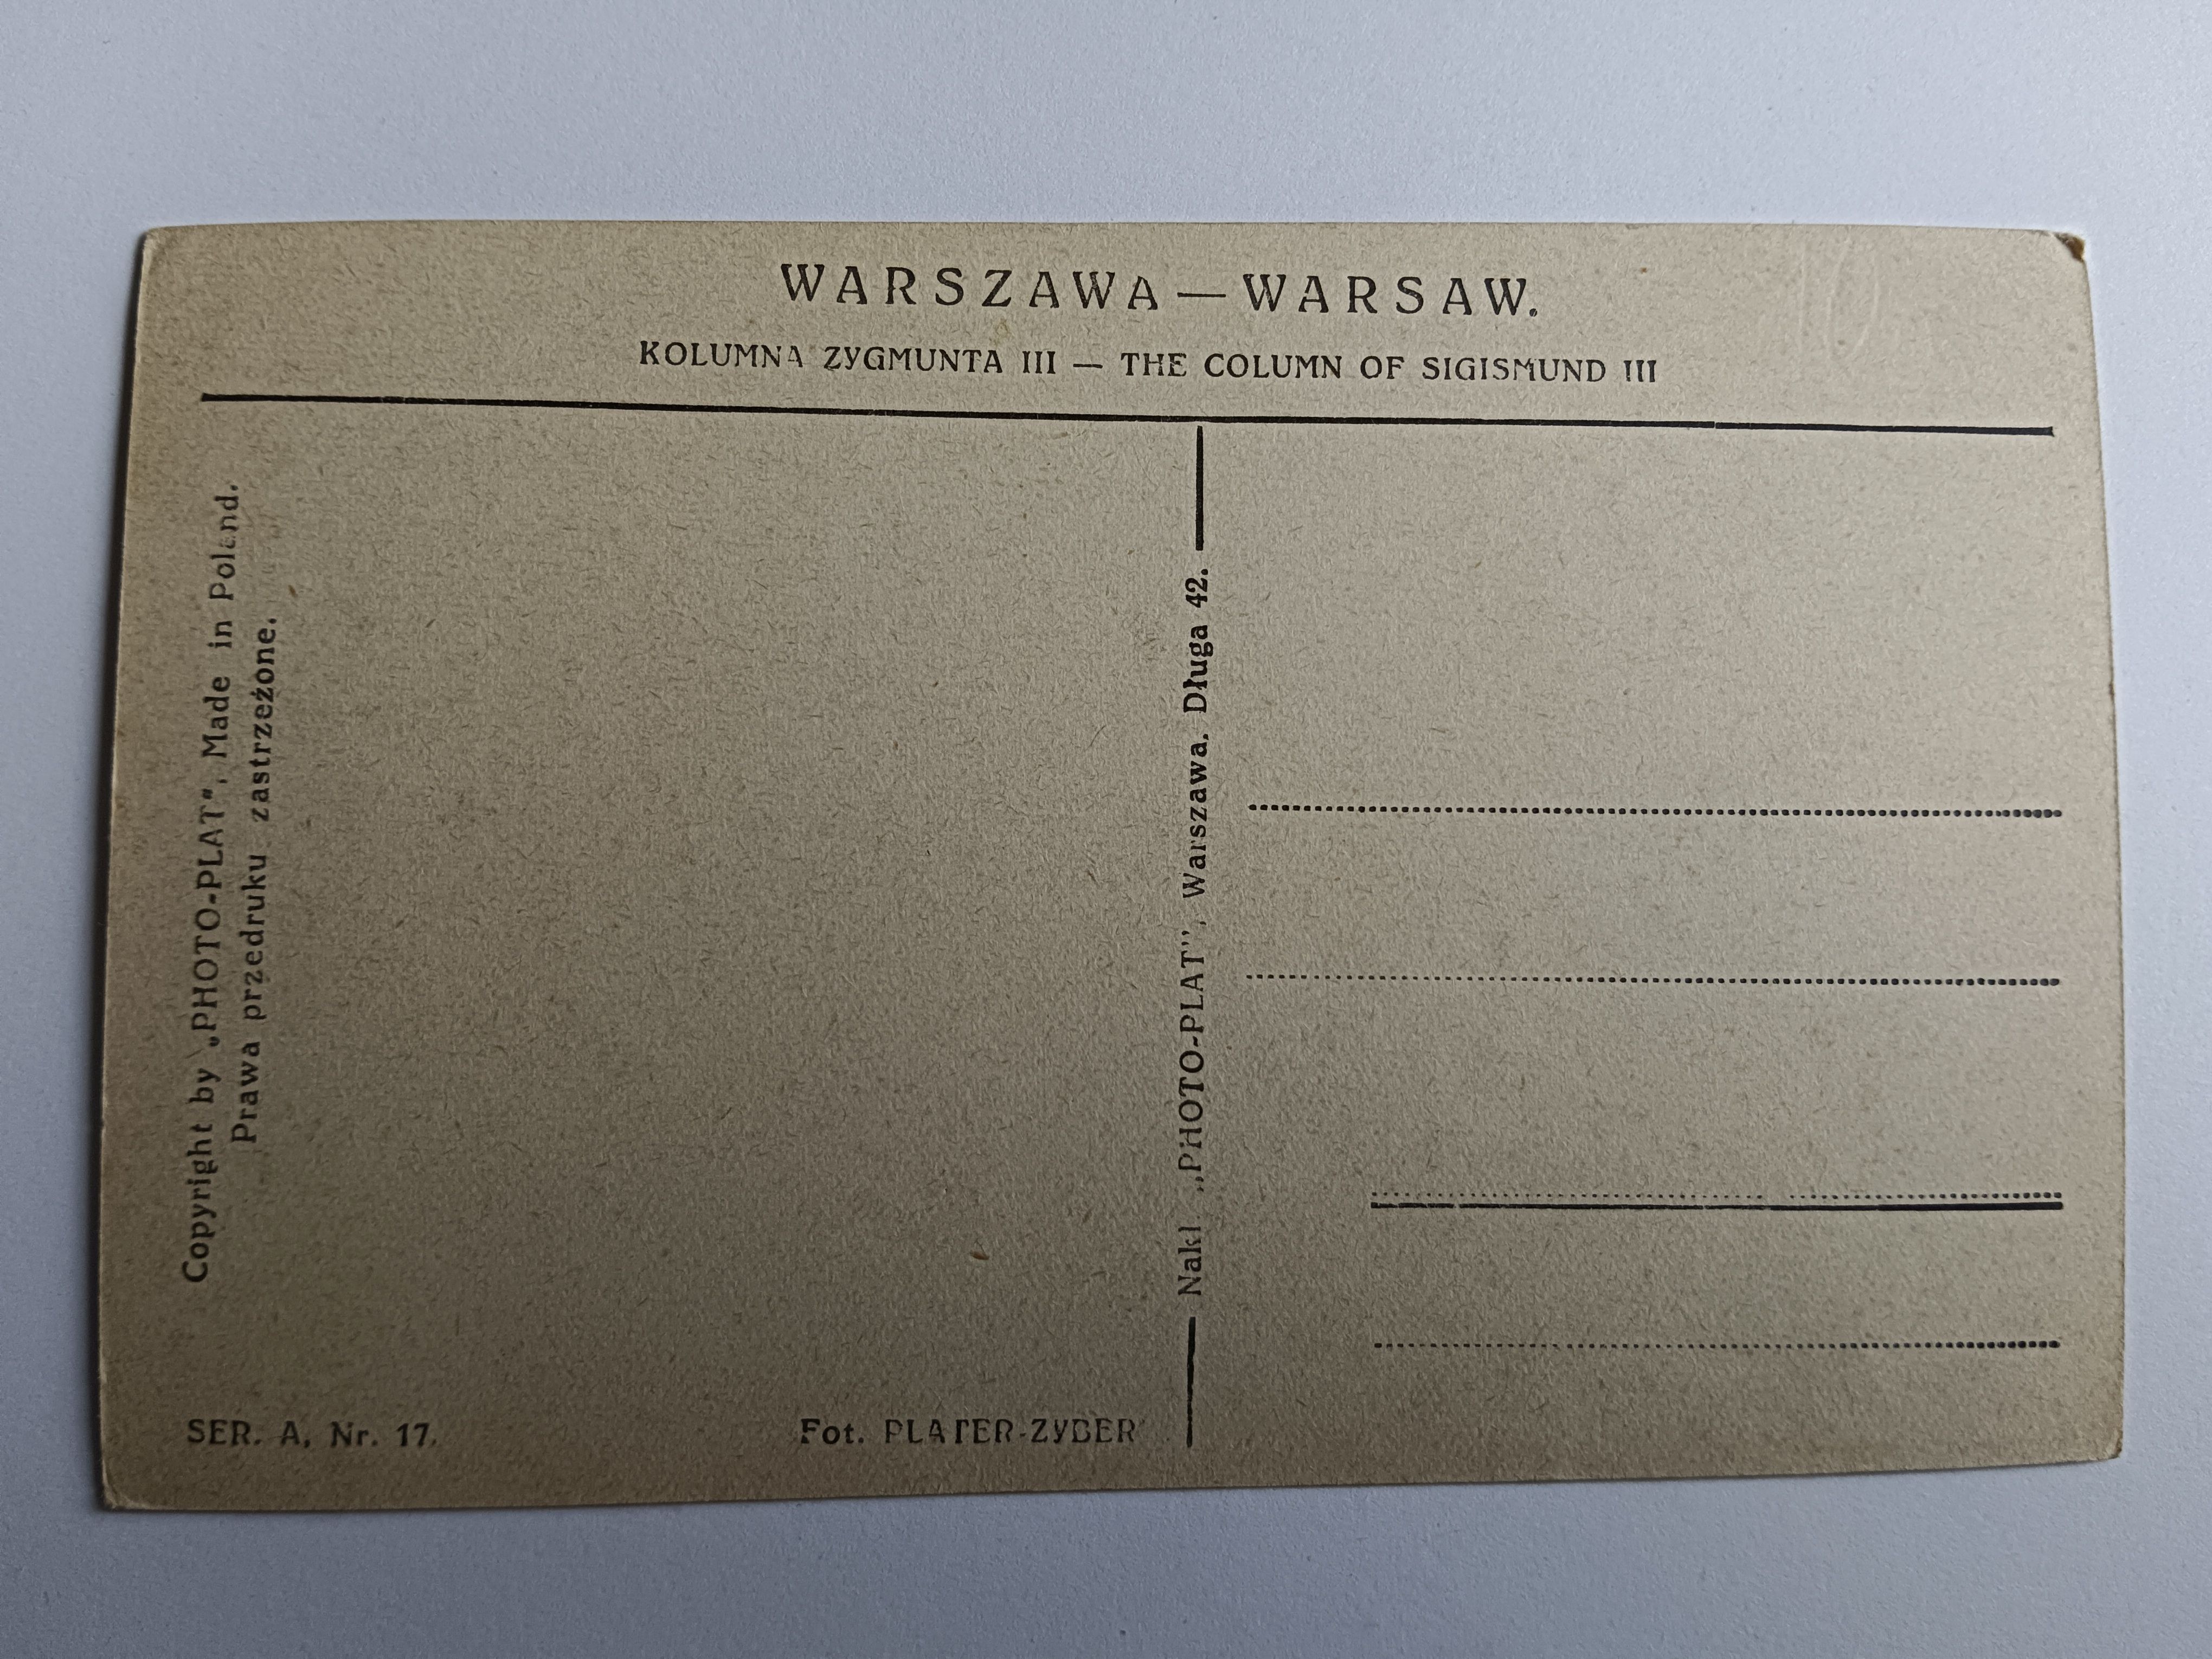 WARSZAWA — WARSAW.
KOLUMNA ZYGMUNTA III — THE COLUMN OF SIGISMUND III
Copyright by „PHOTO-PLAT", Made in Poland.
Prawa przedruku zastrzeżone.
Nakł. „PHOTO-PLAT", Warszawa, Długa 42.
SER. A, Nr. 17.
Fot. PLATER-ZYBER